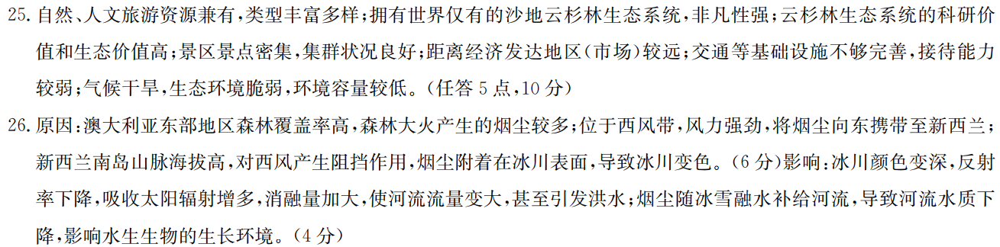 25.自然、人文旅游资源兼有,类型丰富多样;拥有世界仅有的沙地云杉林生态系统,非凡性强;云杉林生态系统的科研价
值和生态价值高;景区景点密集,集群状况良好;距离经济发达地区(市场)较远;交通等基础设施不够完善,接待能力
较弱;气候干旱,生态环境脆弱,环境容量较低。(任答5点,10分)
26.原因:澳大利亚东部地区森林覆盖率高,森林大火产生的烟尘较多;位于西风带,风力强劲,将烟尘向东携带至新西兰;
新西兰南岛山脉海拔高,对西风产生阻挡作用,烟尘附着在冰川表面,导致冰川变色。(6分)影响:冰川颜色变深,反射
率下降,吸收太阳辐射增多,消融量加大,使河流流量变大,甚至引发洪水;烟尘随冰雪融水补给河流,导致河流水质下
降,影响水生生物的生长环境。(4分)